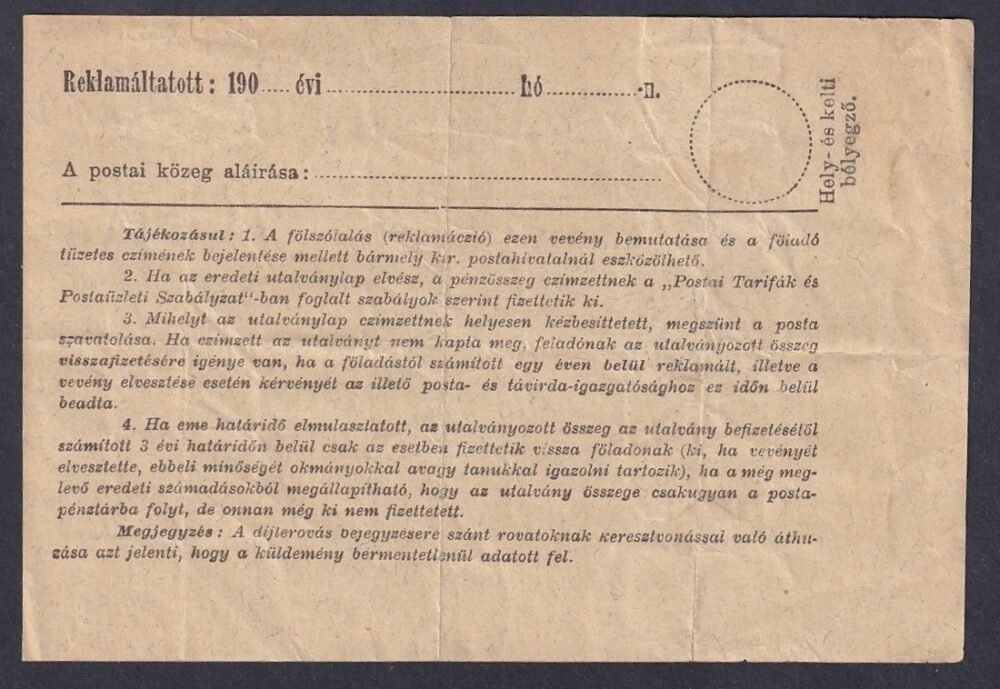 Reklamáltatott: 190..... évi ................................ hó ................-n.
Hely- és kelti
bélyegző.
A postai közeg aláirása: ................................................................
Tájékozásul: 1. A fölszólalás (reklamáczió) ezen vevény bemutatása és a föladó
tüzetes czímének bejelentése mellett bármely kir. postahivatalnál eszközölhető.
2. Ha az eredeti utalványlap elvész, a pénzösszeg czímzettnek a „Postai Tarifák és
Postaüzleti Szabályzat"-ban foglalt szabályok szerint fizettetik ki.
3. Mihelyt az utalványlap czímzettnek helyesen kézbesíttetett, megszünt a posta
szavatolása. Ha czímzett az utalványt nem kapta meg, feladónak az utalványozott összeg
visszafizetésére igénye van, ha a föladástól számított egy éven belül reklamált, illetve a
vevény elvesztése esetén kérvényét az illető posta- és távirda-igazgatósághoz ez időn belül
beadta.
4. Ha eme határidő elmulasztatott, az utalványozott összeg az utalvány befizetésétől
számított 3 évi határidőn belül csak az esetben fizettetik vissza föladónak (ki, ha vevényét
elvesztette, ebbeli minőségét okmányokkal avagy tanukkal igazolni tartozik), ha a még meg-
levő eredeti számadásokból megállapítható, hogy az utalvány összege csakugyan a posta-
pénztárba folyt, de onnan még ki nem fizettetett.
Megjegyzés: A díjlerovás bejegyzésére szánt rovatoknak keresztvonással való áthu-
zása azt jelenti, hogy a küldemény bérmentetlenül adatott fel.